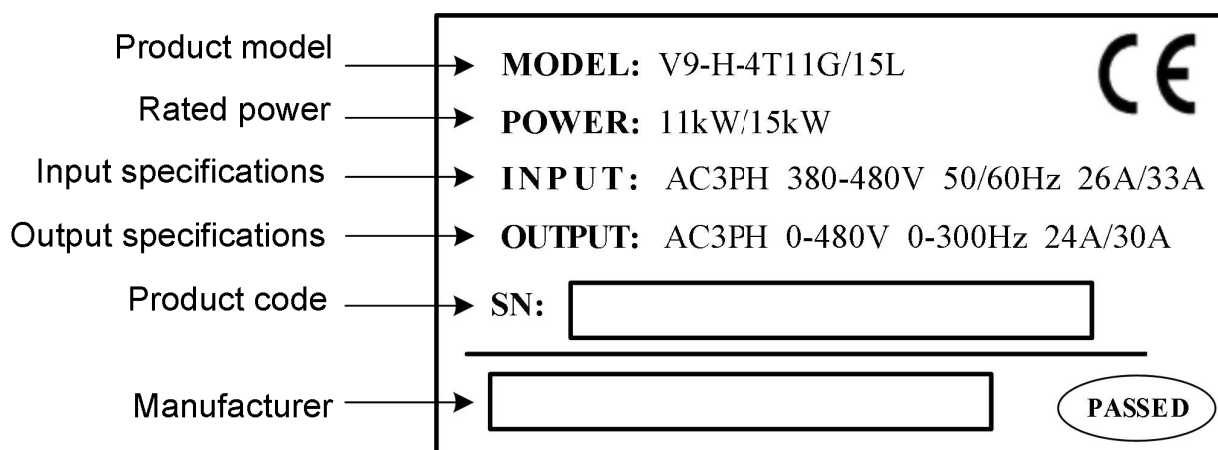 Product model
MODEL: V9-H-4T11G/15L
CE
Rated power
POWER: 11kW/15kW
Input specifications
INPUT: AC3PH 380-480V 50/60Hz 26A/33A
Output specifications
OUTPUT: AC3PH 0-480V 0-300Hz 24A/30A
Product code
SN:
Manufacturer
PASSED